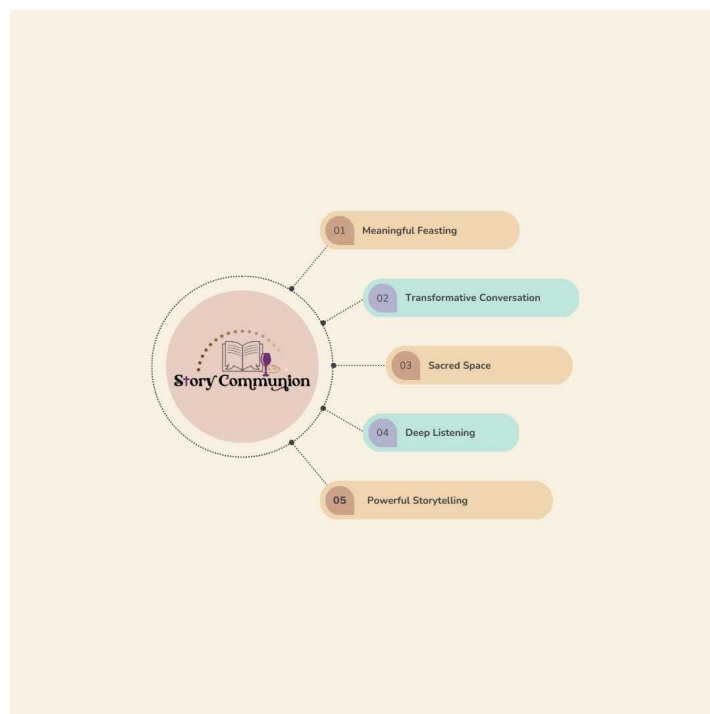 01 Meaningful Feasting
02 Transformative Conversation
Story Communion
03 Sacred Space
04 Deep Listening
05 Powerful Storytelling